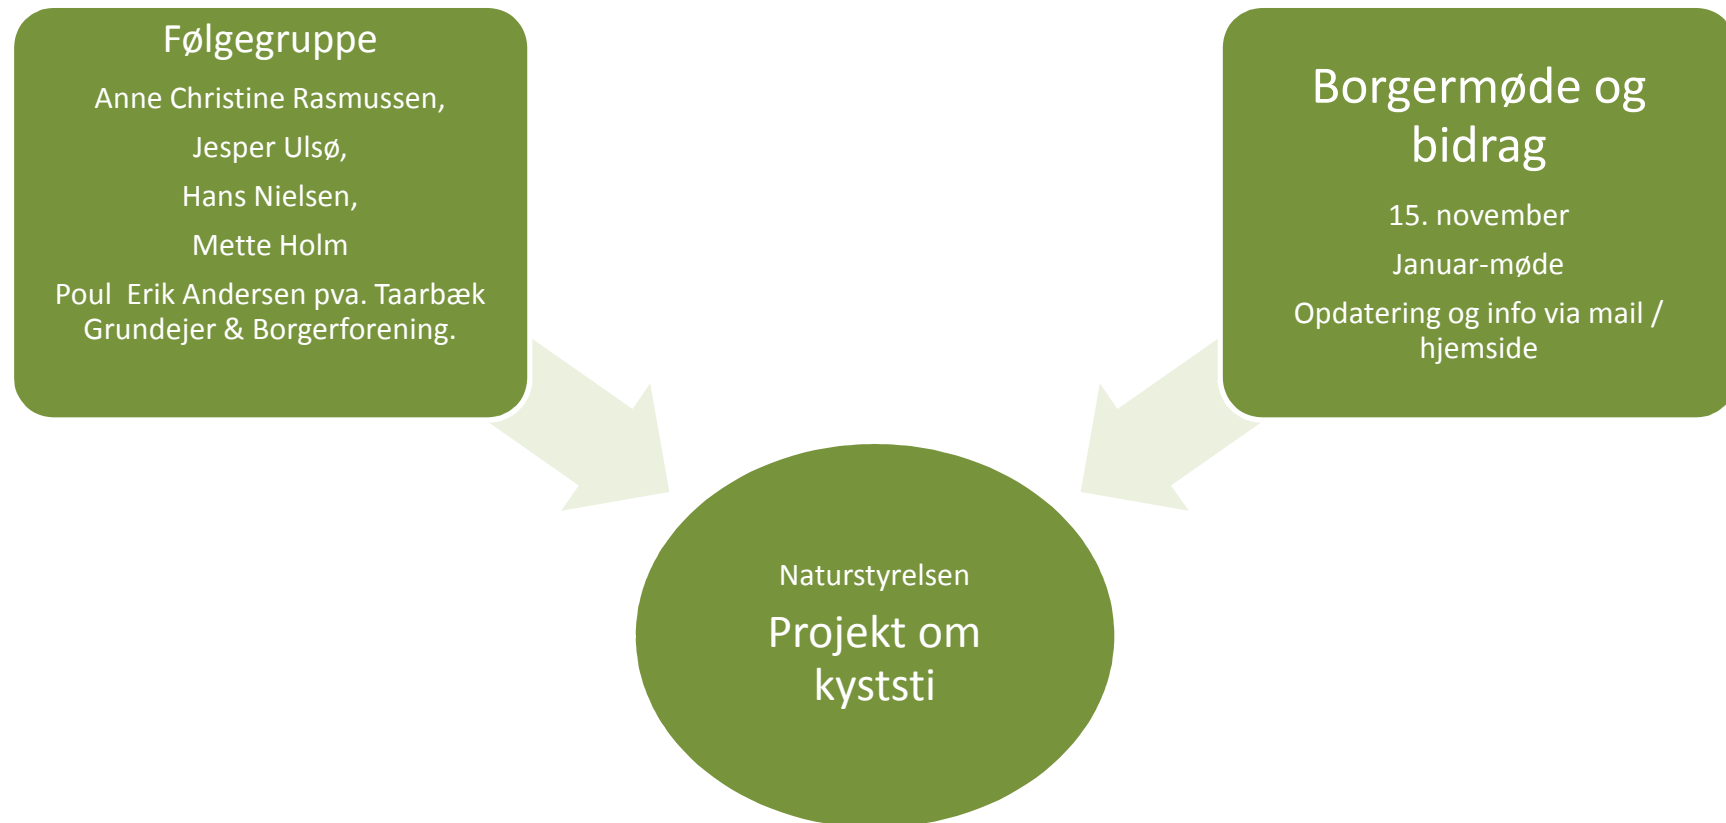 Følgegruppe
Anne Christine Rasmussen,
Jesper Ulsø,
Hans Nielsen,
Mette Holm
Poul  Erik Andersen pva. Taarbæk
Grundejer & Borgerforening.
Borgermøde og
bidrag
15. november
Januar-møde
Opdatering og info via mail /
hjemside
Naturstyrelsen
Projekt om
kyststi